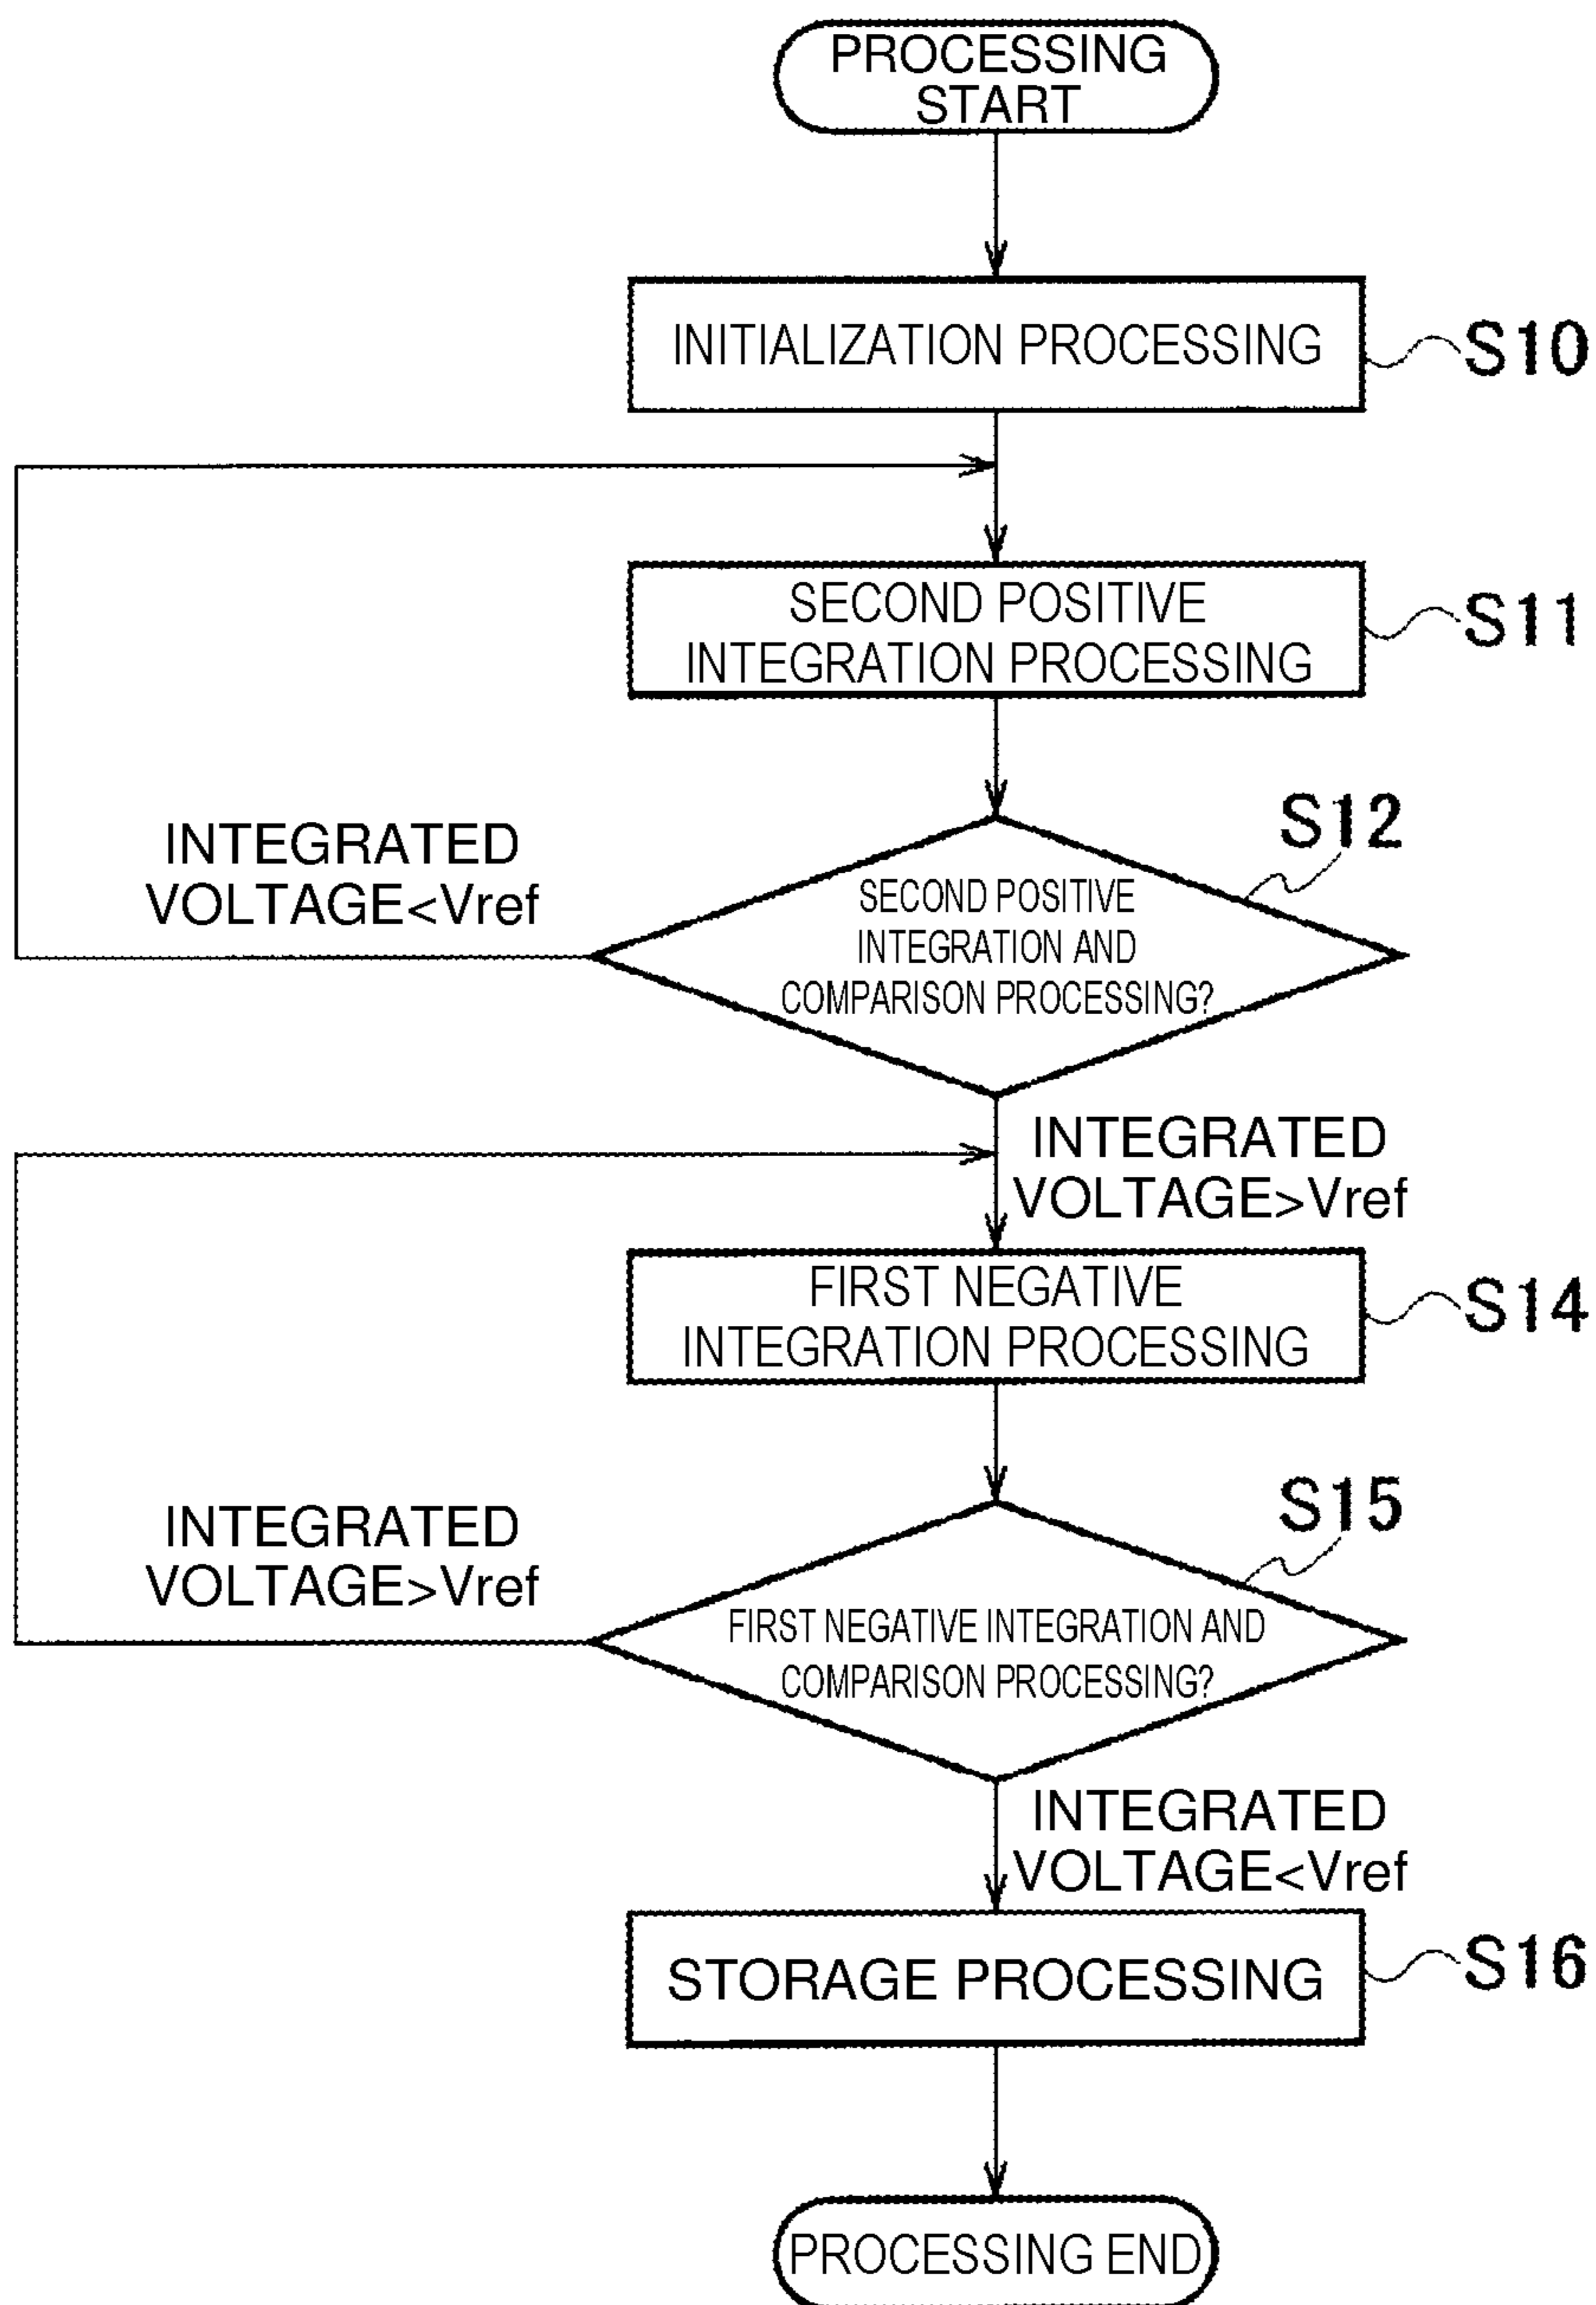 PROCESSING
START
INITIALIZATION PROCESSING
S10
SECOND POSITIVE
INTEGRATION PROCESSING
S11
INTEGRATED
VOLTAGE<Vref
S12
SECOND POSITIVE
INTEGRATION AND
COMPARISON PROCESSING?
INTEGRATED
VOLTAGE>Vref
FIRST NEGATIVE
INTEGRATION PROCESSING
S14
INTEGRATED
VOLTAGE>Vref
S15
FIRST NEGATIVE INTEGRATION AND
COMPARISON PROCESSING?
INTEGRATED
VOLTAGE<Vref
STORAGE PROCESSING
S16
PROCESSING END